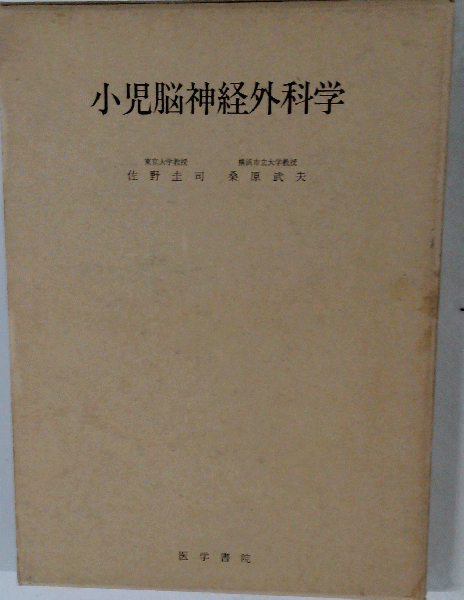 小児脳神経外科学
東京大学教授 横浜市立大学教授
佐野圭司 桑原武夫
医学書院